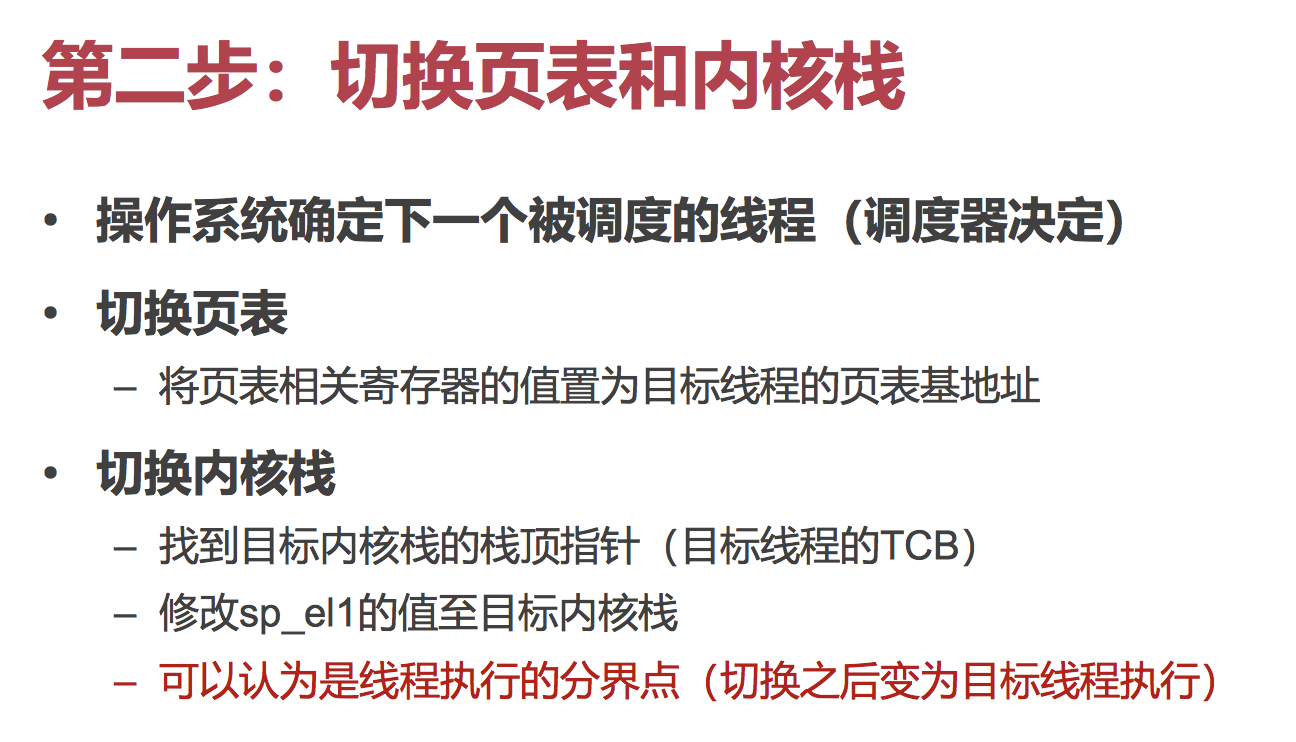 第二步：切换页表和内核栈
• 操作系统确定下一个被调度的线程（调度器决定）
• 切换页表
– 将页表相关寄存器的值置为目标线程的页表基地址
• 切换内核栈
– 找到目标内核栈的栈顶指针（目标线程的TCB）
– 修改sp_el1的值至目标内核栈
– 可以认为是线程执行的分界点（切换之后变为目标线程执行）